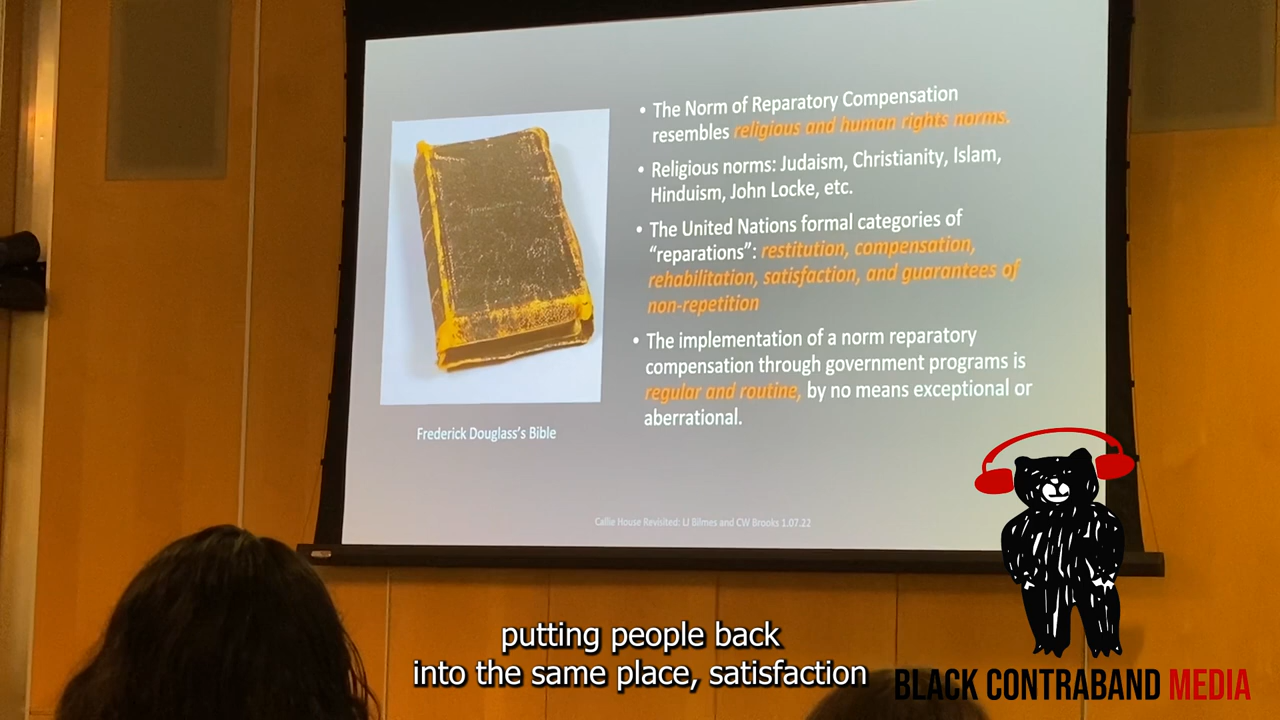 • The Norm of Reparatory Compensation
resembles religious and human rights norms.
• Religious norms: Judaism, Christianity, Islam,
Hinduism, John Locke, etc.
• The United Nations formal categories of
“reparations”: restitution, compensation,
rehabilitation, satisfaction, and guarantees of
non-repetition
• The implementation of a norm reparatory
compensation through government programs is
regular and routine, by no means exceptional or
aberrational.
Frederick Douglass's Bible
Callie House Revisited: LJ Bilmes and CW Brooks 1.07.22
putting people back
into the same place, satisfaction
BLACK CONTRABAND MEDIA